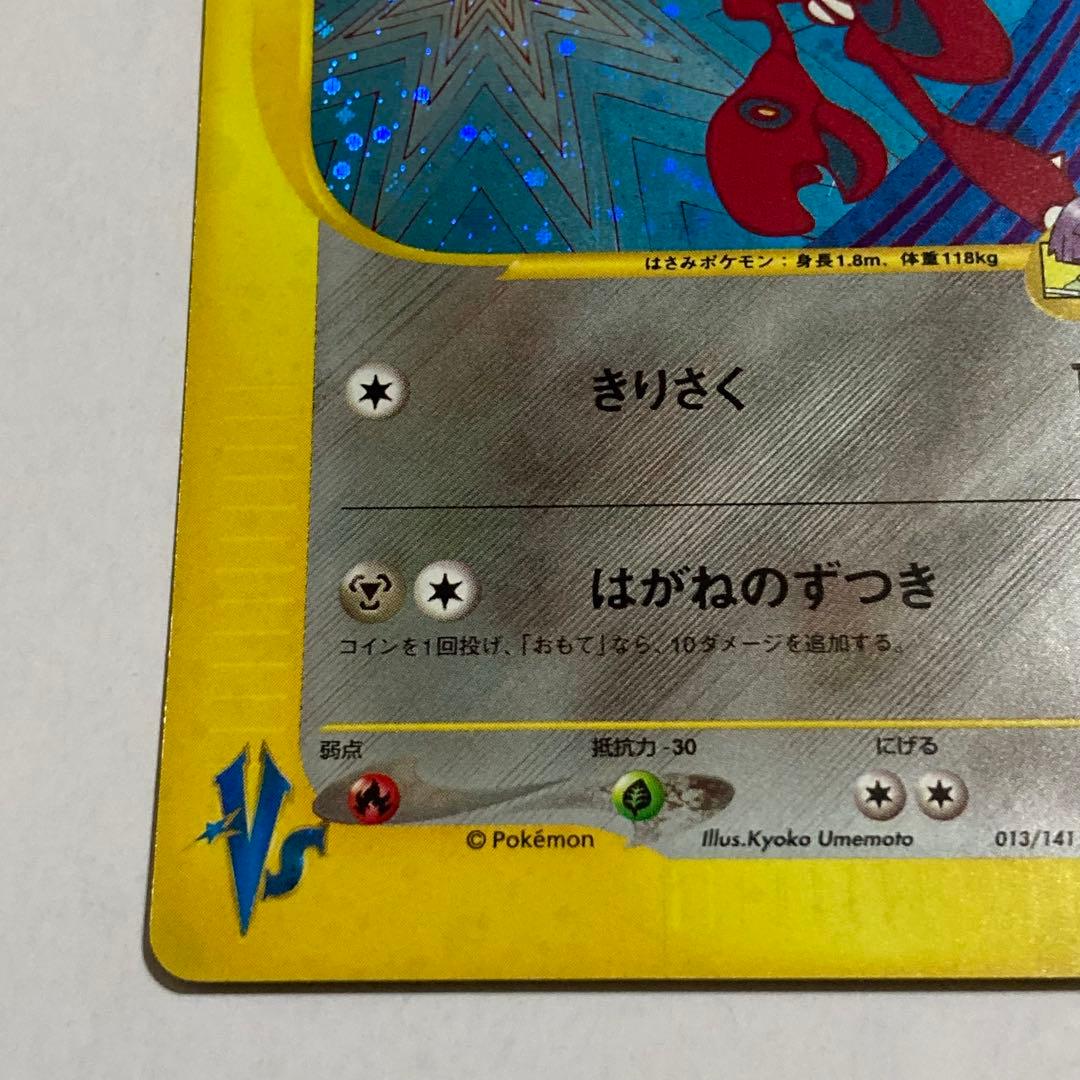 はさみポケモン：身長1.8m、体重118kg
きりさく
はがねのずつき
コインを1回投げ、「おもて」なら、10ダメージを追加する。
弱点 抵抗力 -30 にげる
© Pokémon Illus.Kyoko Umemoto 013/141
VS